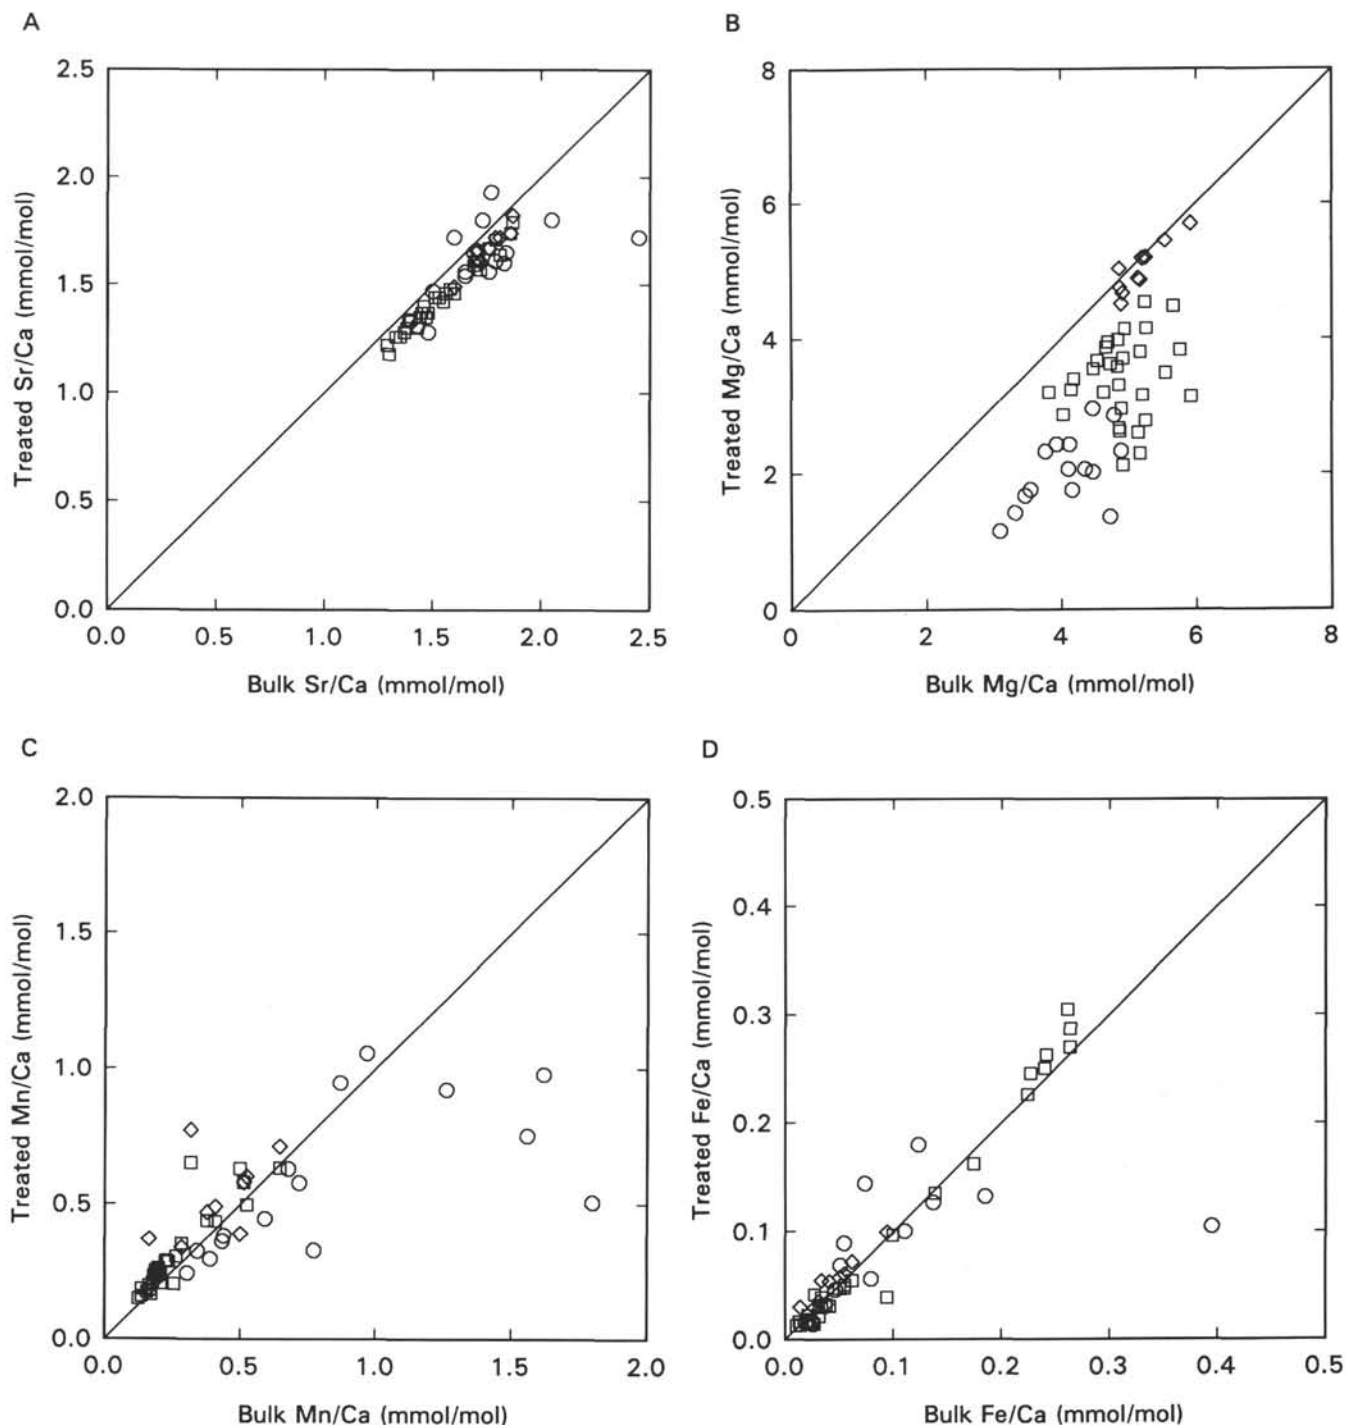 A
B
2.5
2.0
1.5
1.0
0.5
0.0
Treated Sr/Ca (mmol/mol)
0.0 0.5 1.0 1.5 2.0 2.5
Bulk Sr/Ca (mmol/mol)
8
6
4
2
0
Treated Mg/Ca (mmol/mol)
0 2 4 6 8
Bulk Mg/Ca (mmol/mol)
C
D
2.0
1.5
1.0
0.5
0.0
Treated Mn/Ca (mmol/mol)
0.0 0.5 1.0 1.5 2.0
Bulk Mn/Ca (mmol/mol)
0.5
0.4
0.3
0.2
0.1
0.0
Treated Fe/Ca (mmol/mol)
0.0 0.1 0.2 0.3 0.4 0.5
Bulk Fe/Ca (mmol/mol)